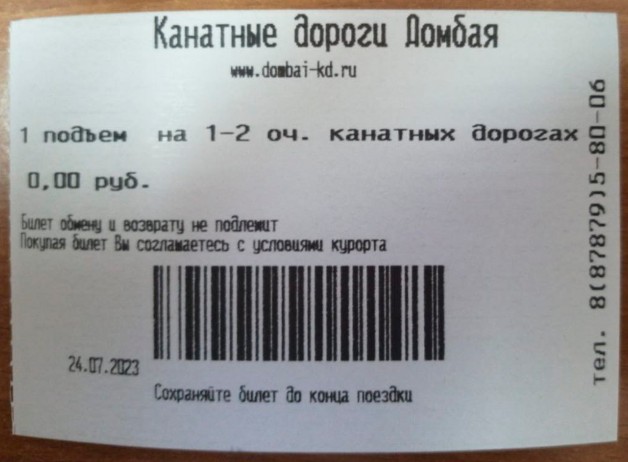 Канатные дороги Домбая
www.dombai-kd.ru
1 подъем на 1-2 оч. канатных дорогах
0,00 руб.
Билет обмену и возврату не подлежит
Покупая билет Вы соглашаетесь с условиями курорта
24.07.2023
Сохраняйте билет до конца поездки
тел. 8(87879)5-80-06